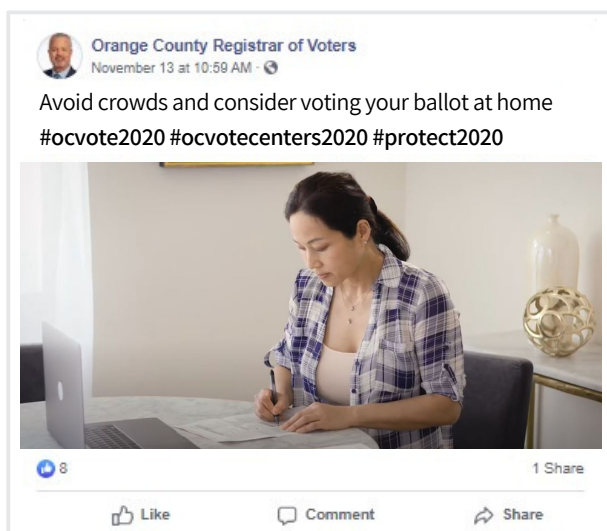 Orange County Registrar of Voters
November 13 at 10:59 AM ·
Avoid crowds and consider voting your ballot at home
#ocvote2020 #ocvotecenters2020 #protect2020
8
1 Share
Like
Comment
Share